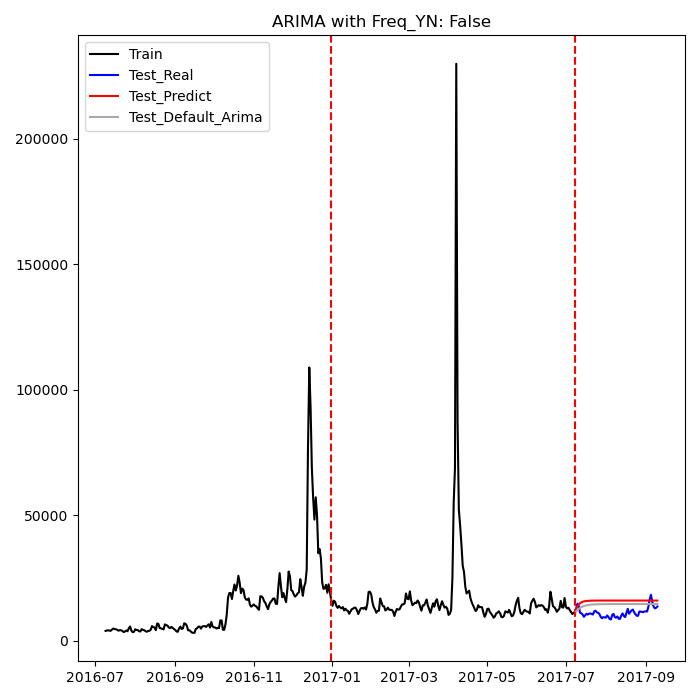 ARIMA with Freq_YN: False
Train
Test_Real
Test_Predict
Test_Default_Arima
200000
150000
100000
50000
0
2016-07 2016-09 2016-11 2017-01 2017-03 2017-05 2017-07 2017-09